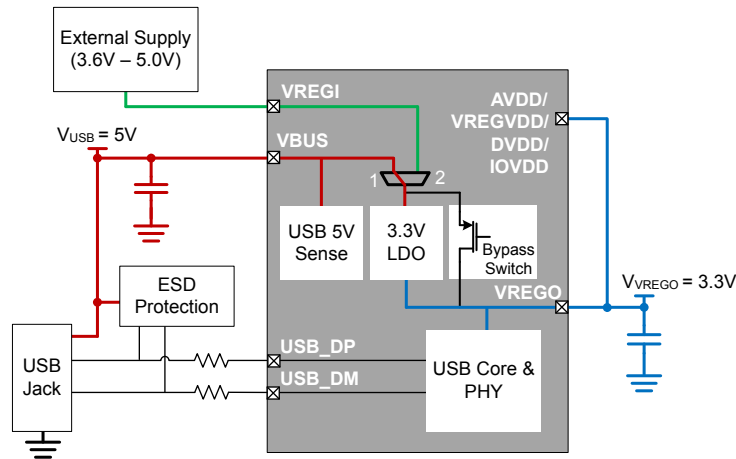 External Supply
(3.6V – 5.0V)
VREGI
AVDD/
VREGVDD/
DVDD/
IOVDD
VUSB = 5V
VBUS
1
2
USB 5V
Sense
3.3V
LDO
Bypass
Switch
VREGO
VVREGO = 3.3V
ESD
Protection
USB
Jack
USB_DP
USB_DM
USB Core &
PHY